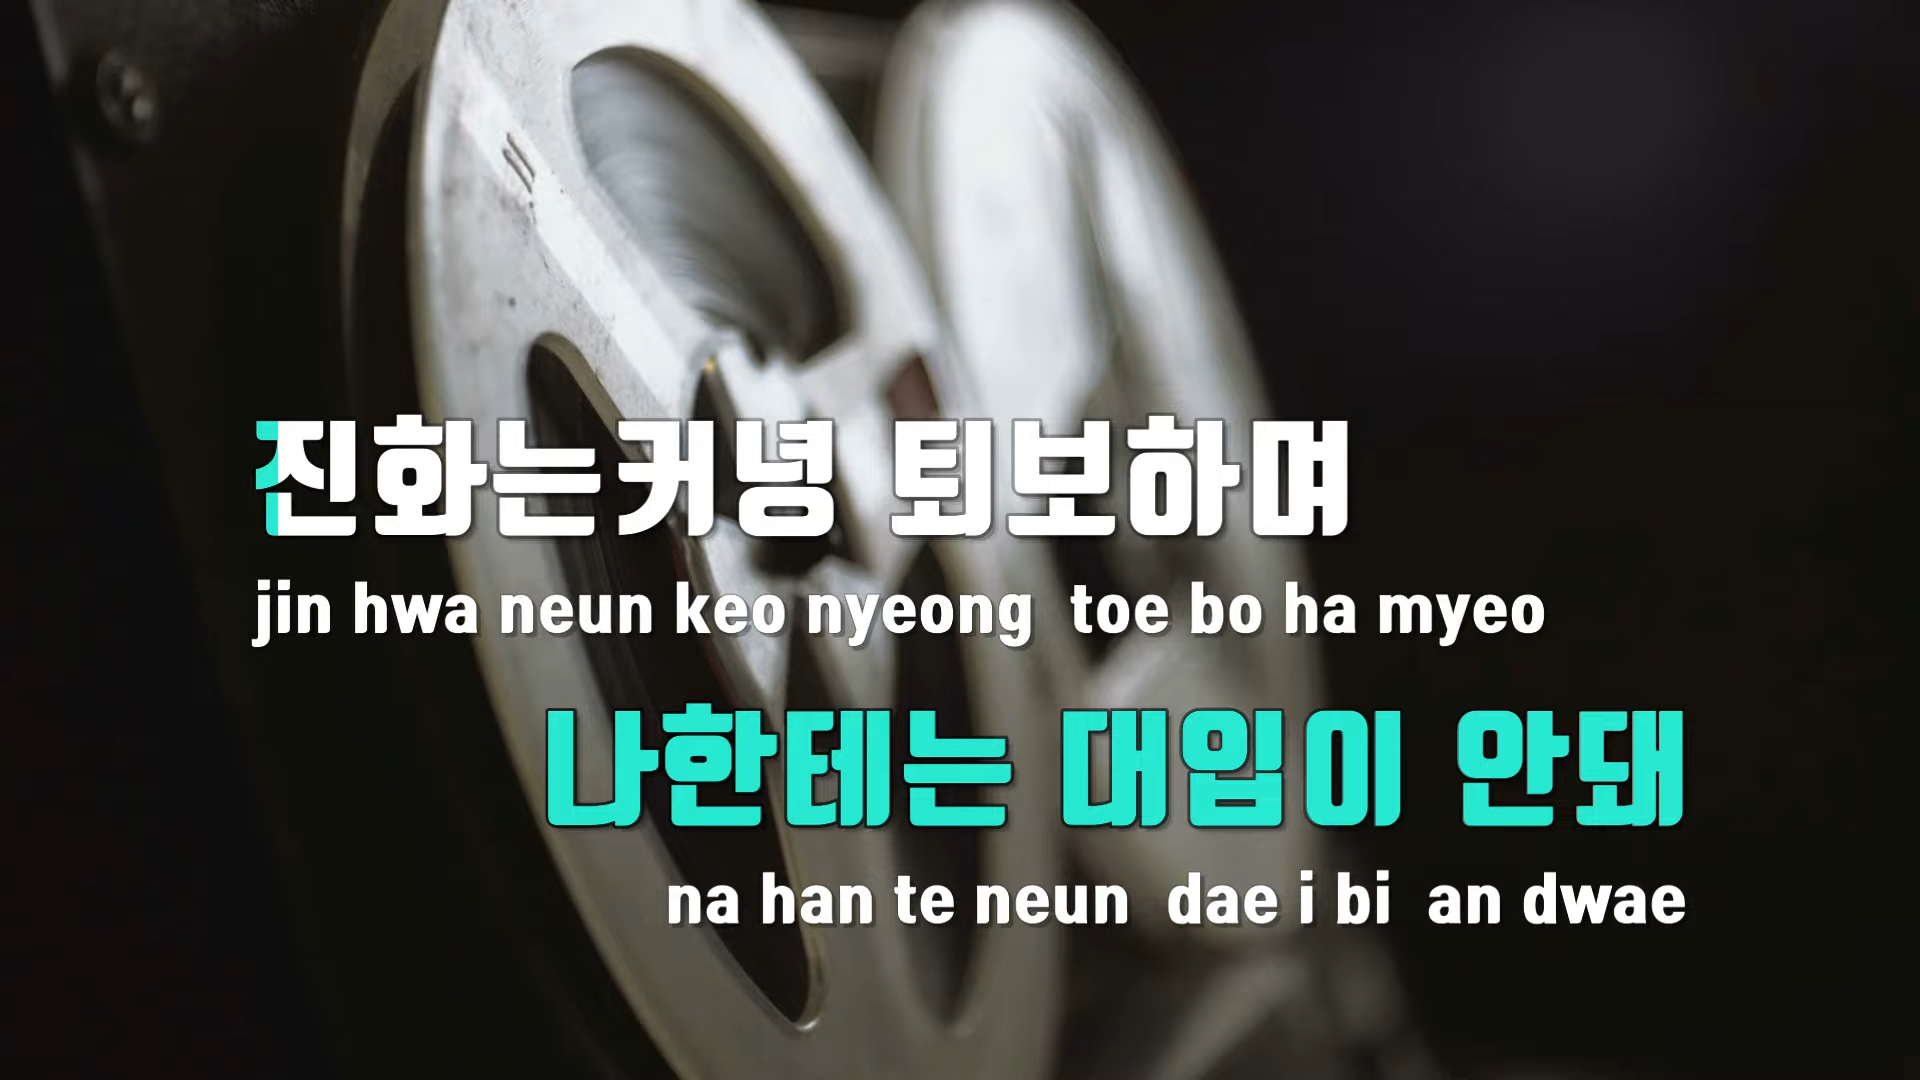 진화는커녕 퇴보하며
jin hwa neun keo nyeong toe bo ha myeo
나한테는 대입이 안돼
na han te neun dae i bi an dwae